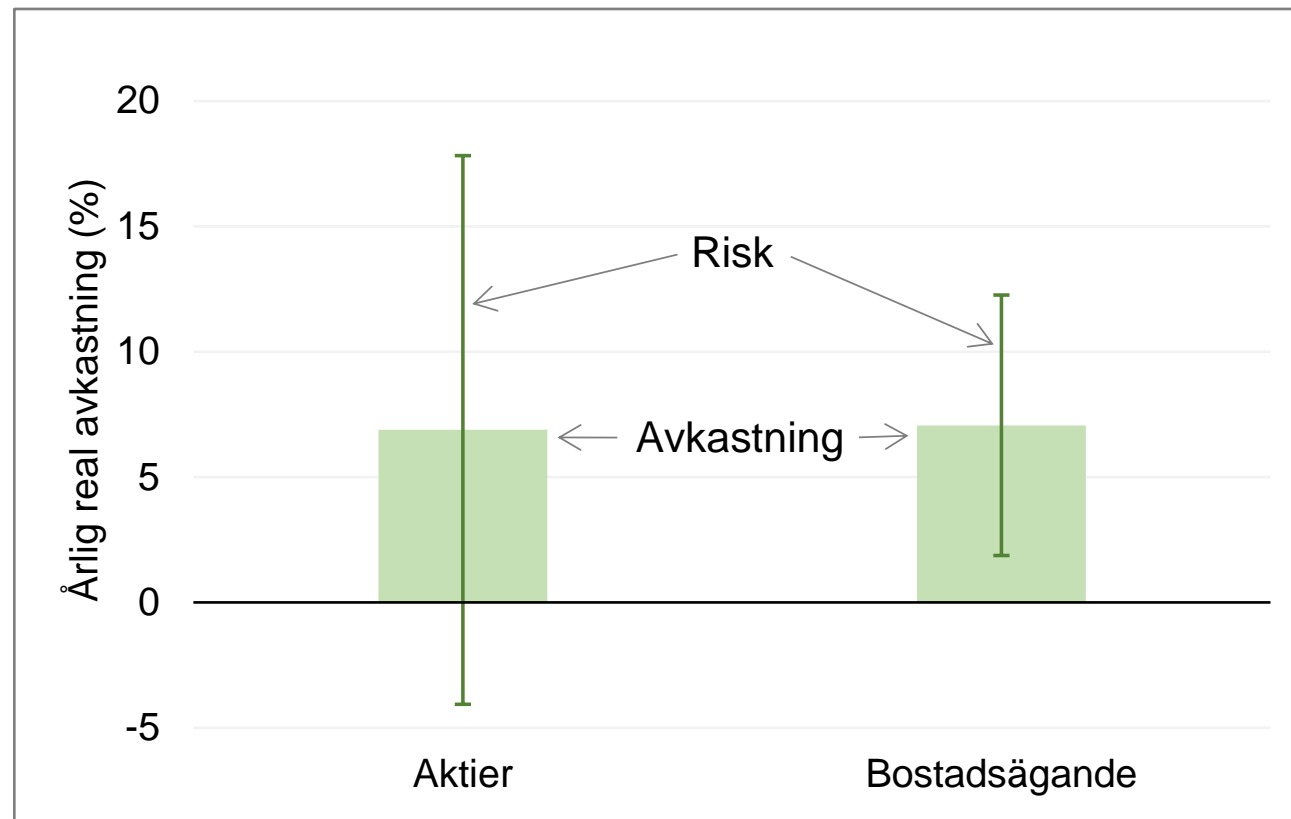 Årlig real avkastning (%)
20
15
10
5
0
-5
Risk
Avkastning
Aktier
Bostadsägande